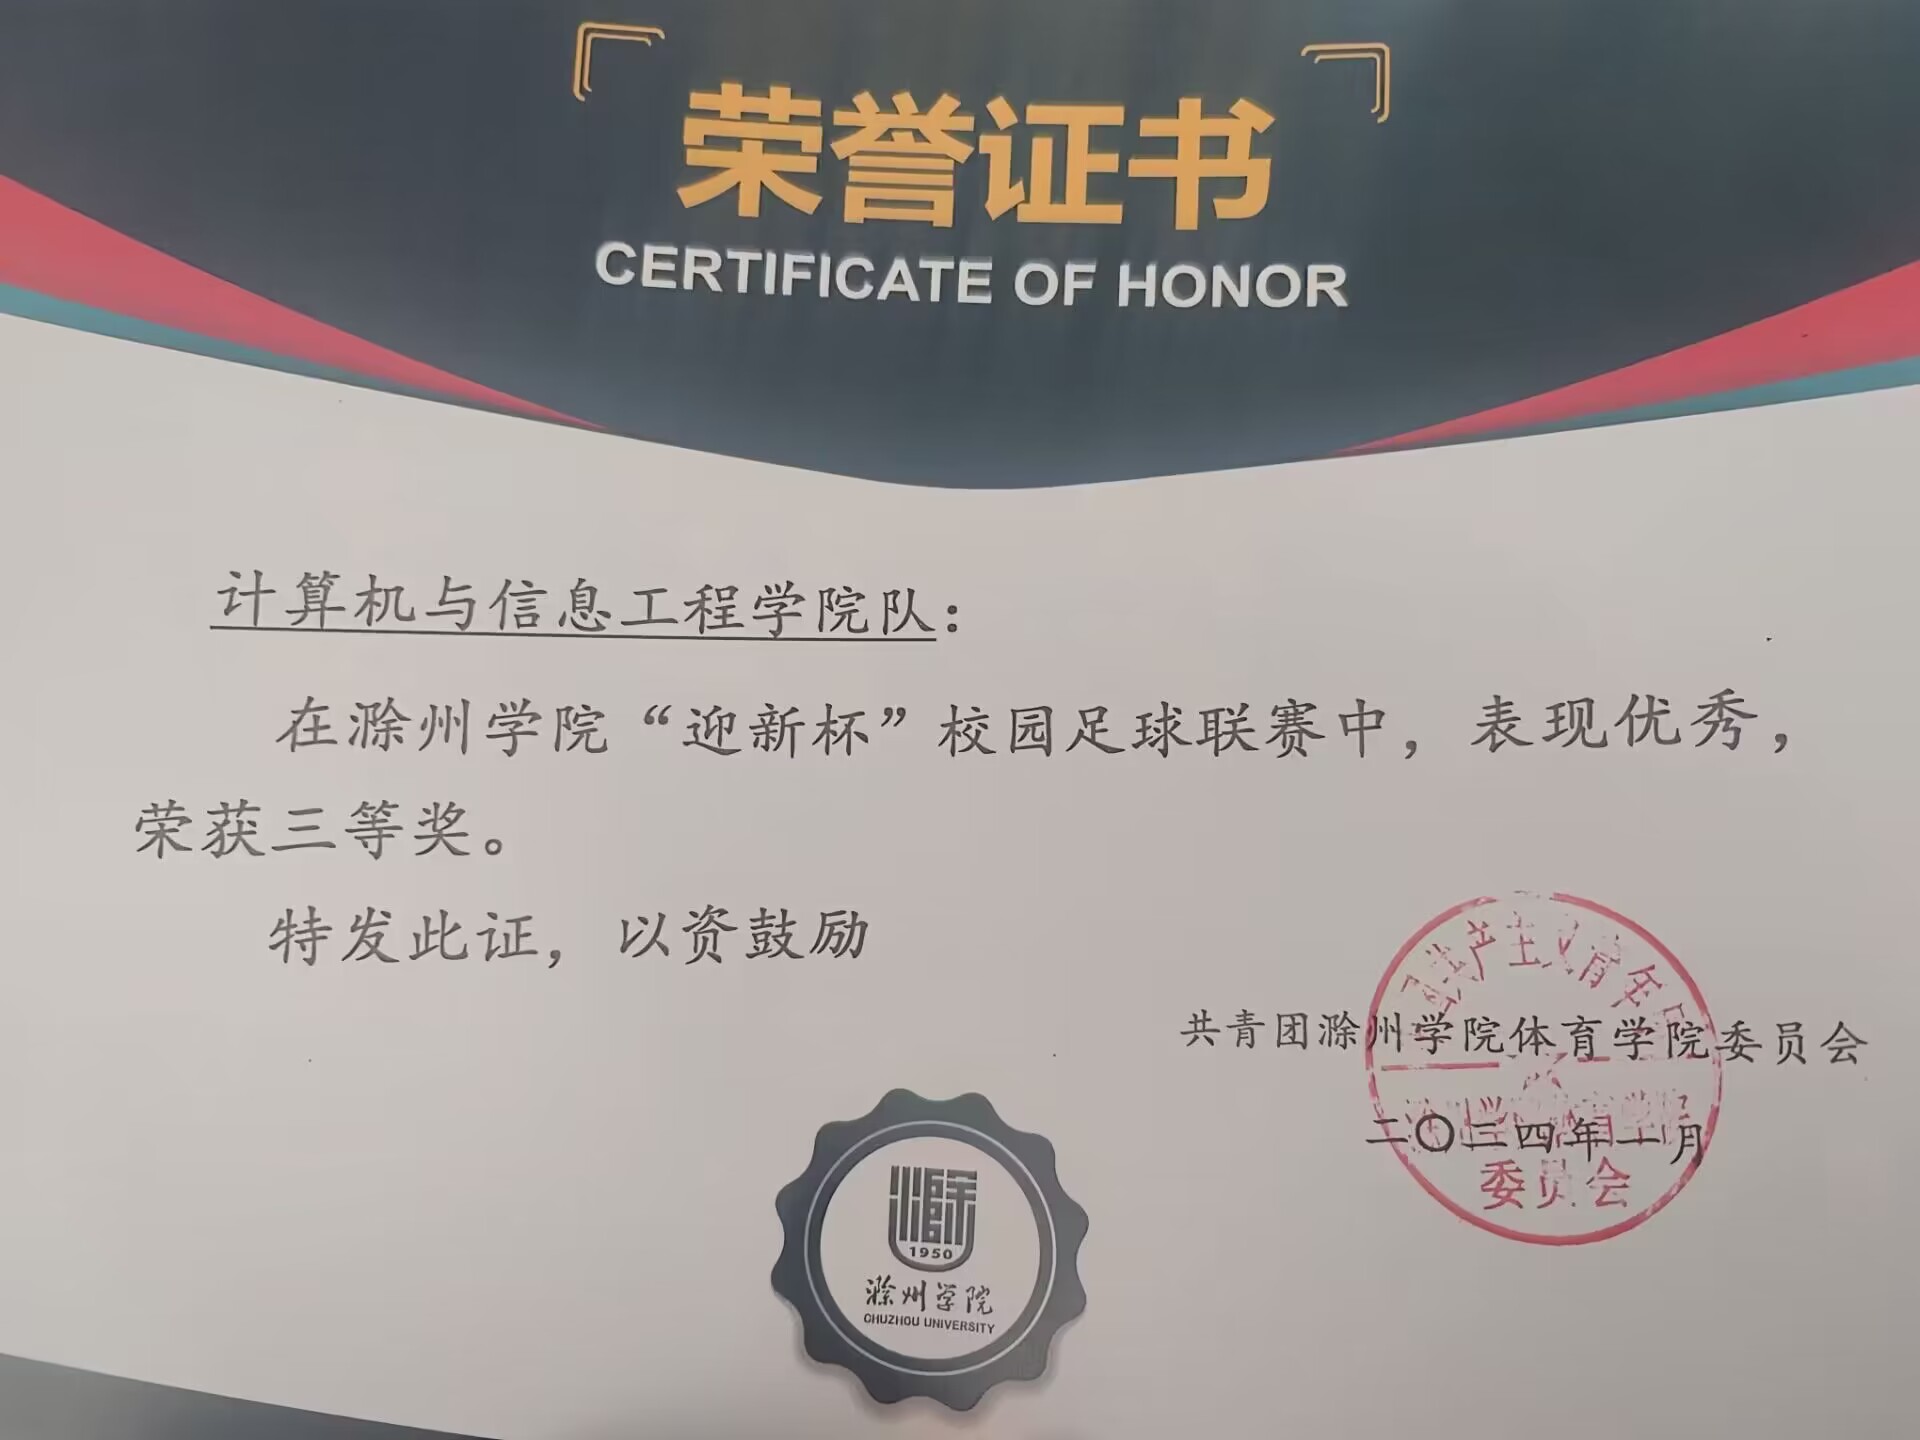 荣誉证书
CERTIFICATE OF HONOR
计算机与信息工程学院队：
在滁州学院“迎新杯”校园足球联赛中，表现优秀，
荣获三等奖。
特发此证，以资鼓励
共青团滁州学院体育学院委员会
二〇二四年一月
共产主义青年团
委员会
滁
1950
滁州学院
CHUZHOU UNIVERSITY